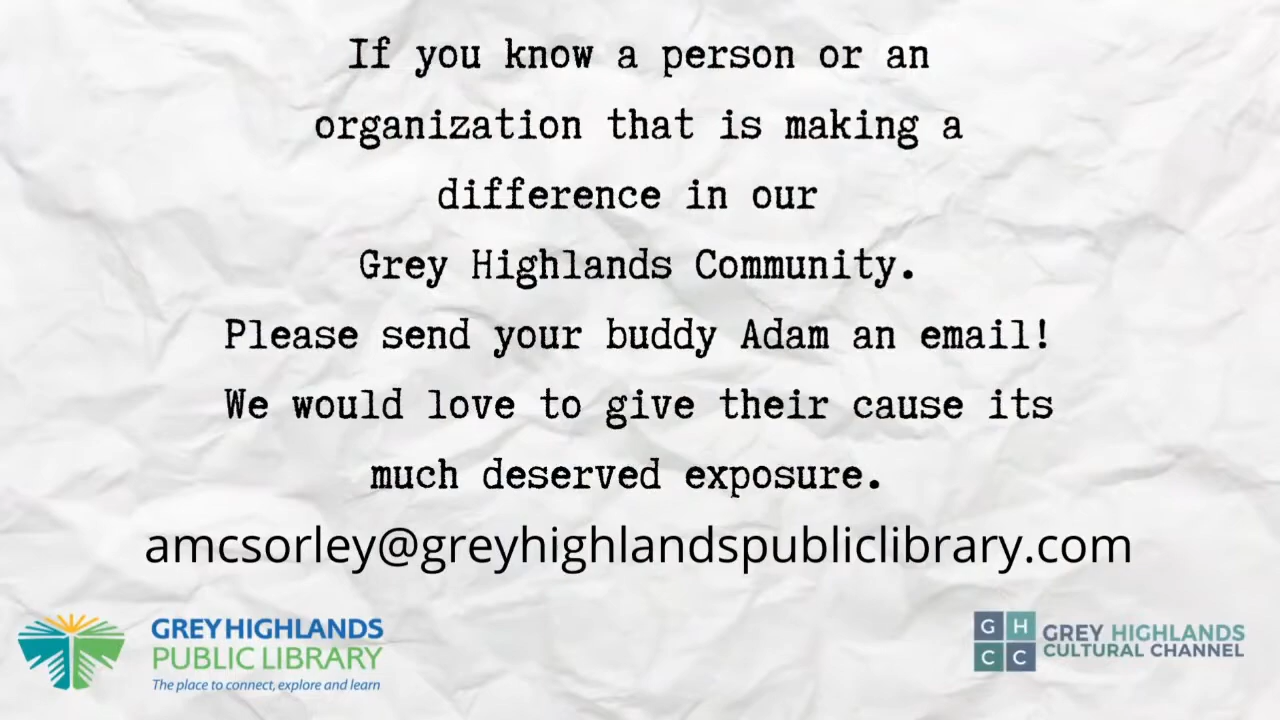 If you know a person or an
organization that is making a
difference in our
Grey Highlands Community.
Please send your buddy Adam an email!
We would love to give their cause its
much deserved exposure.
amcsorley@greyhighlandspubliclibrary.com
GREY HIGHLANDS
PUBLIC LIBRARY
The place to connect, explore and learn
G H
C C
GREY HIGHLANDS
CULTURAL CHANNEL